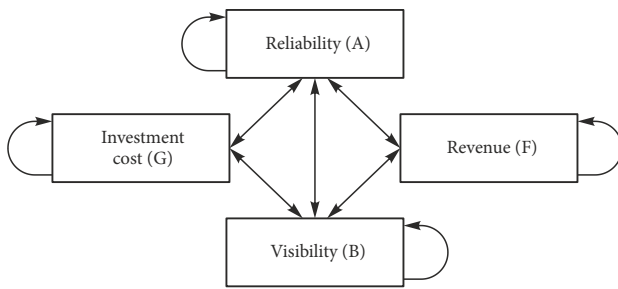 Reliability (A)
Investment
cost (G)
Revenue (F)
Visibility (B)